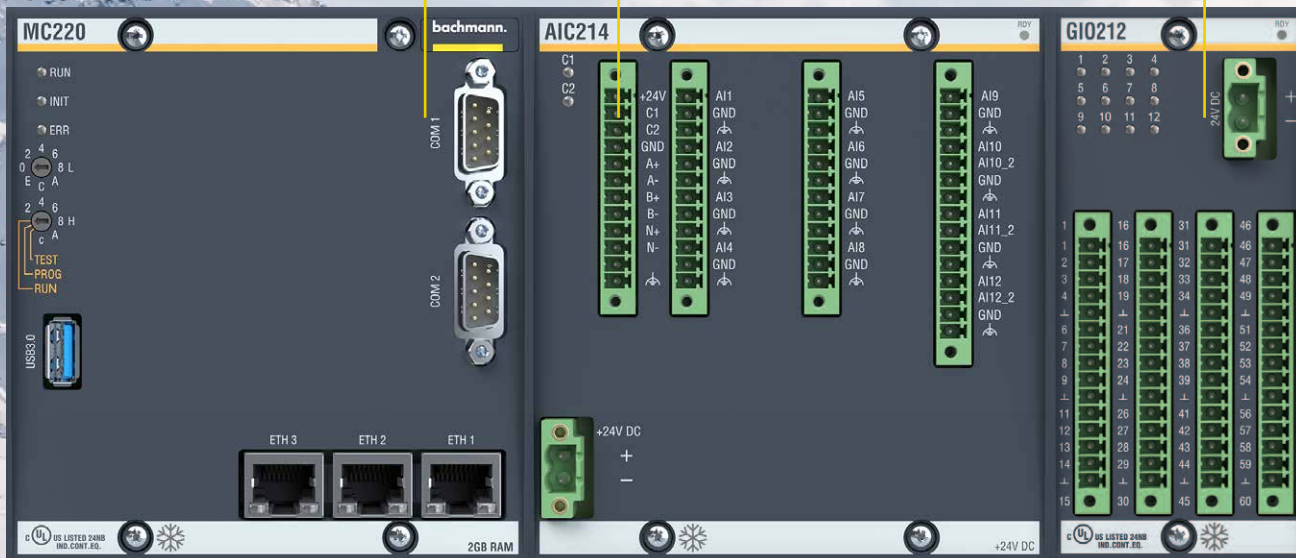 MC220
bachmann.
RUN
INIT
ERR
2 4 6
0 8 L
E C A
2 4 6
8 H
C A
TEST
PROG
RUN
USB3.0
COM 1
COM 2
ETH 3 ETH 2 ETH 1
C UL US LISTED 24NB
IND.CONT.EQ.
2GB RAM
AIC214
RDY
C1
C2
+24V
C1
C2
GND
A+
A-
B+
B-
N+
N-
AI1
GND
AI2
GND
AI3
GND
AI4
GND
AI5
GND
AI6
GND
AI7
GND
AI8
GND
AI9
GND
AI10
AI10_2
GND
AI11
AI11_2
GND
AI12
AI12_2
GND
+24V DC
+
−
+24V DC
GIO212
RDY
1 2 3 4
5 6 7 8
9 10 11 12
24V DC
+
−
1 16 31 46
1 16 31 46
2 17 32 47
3 18 33 48
4 19 34 49
⊥ ⊥ ⊥ ⊥
6 21 36 51
7 22 37 52
8 23 38 53
9 24 39 54
⊥ ⊥ ⊥ ⊥
11 26 41 56
12 27 42 57
13 28 43 58
14 29 44 59
⊥ ⊥ ⊥ ⊥
15 30 45 60
C UL US LISTED 24NB
IND.CONT.EQ.